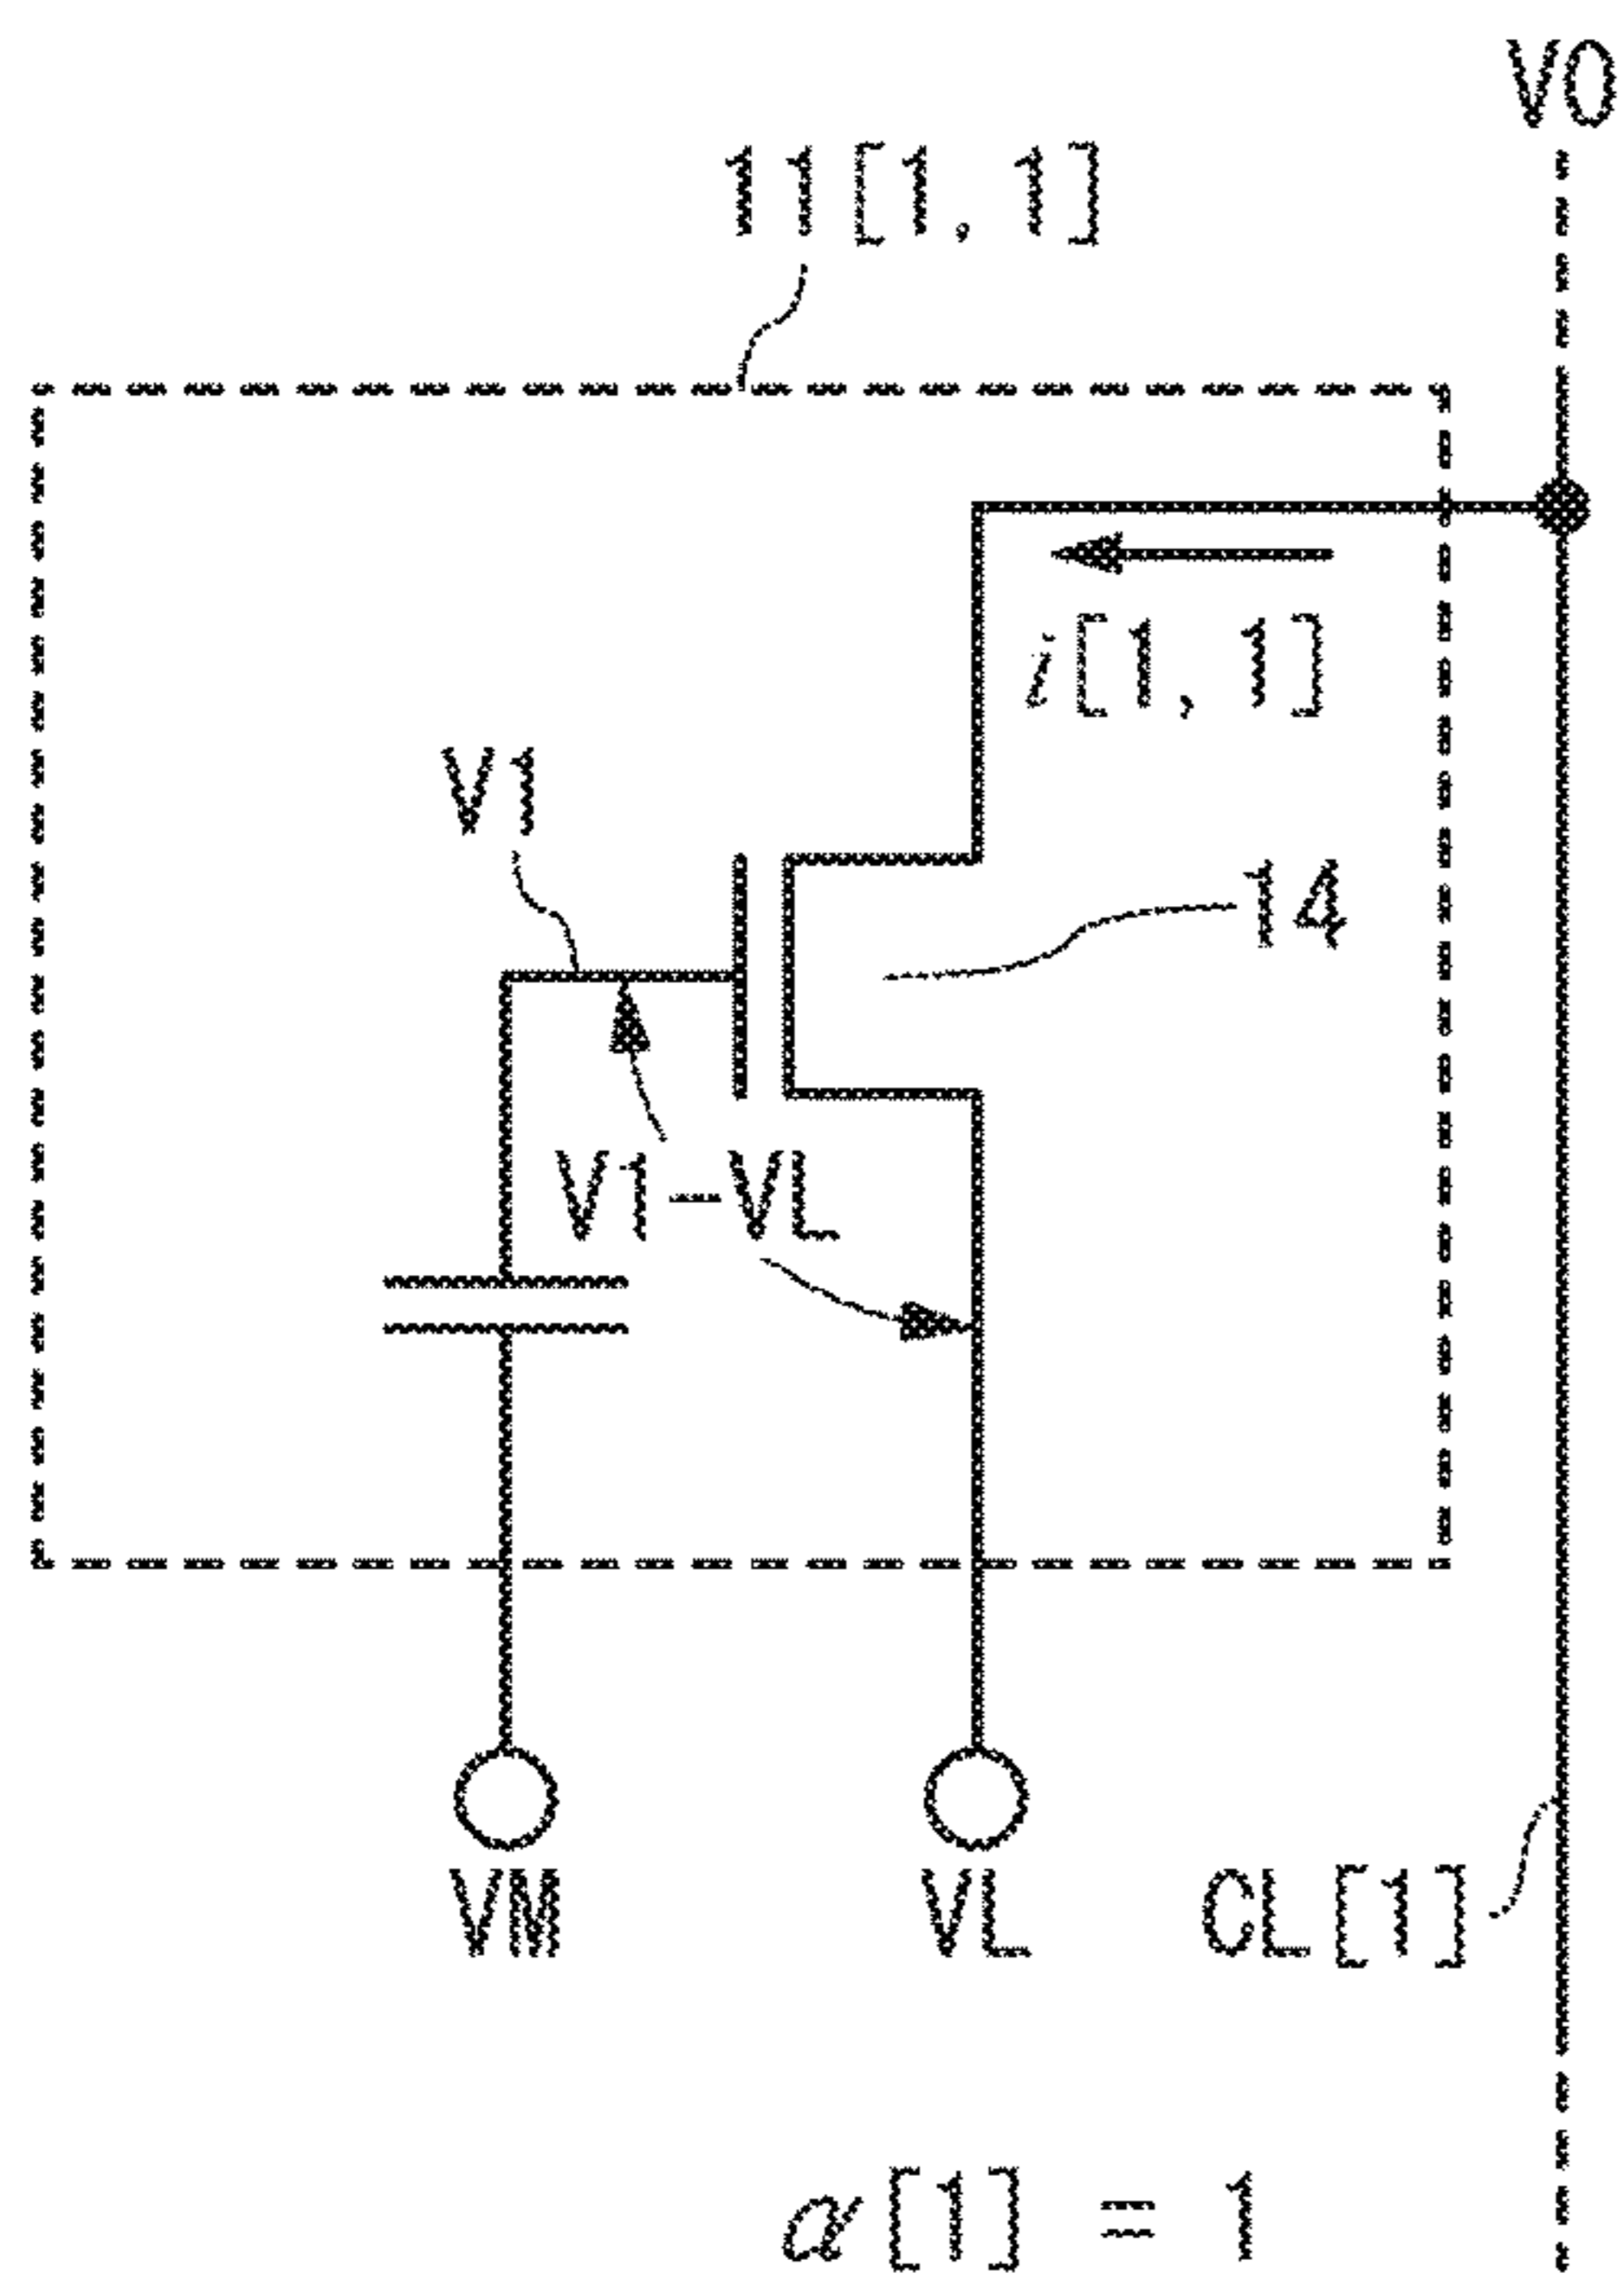 VO
11[1,1]
i[1,1]
V1
14
V1-VL
VM
VL
CL[1]
α[1] = 1